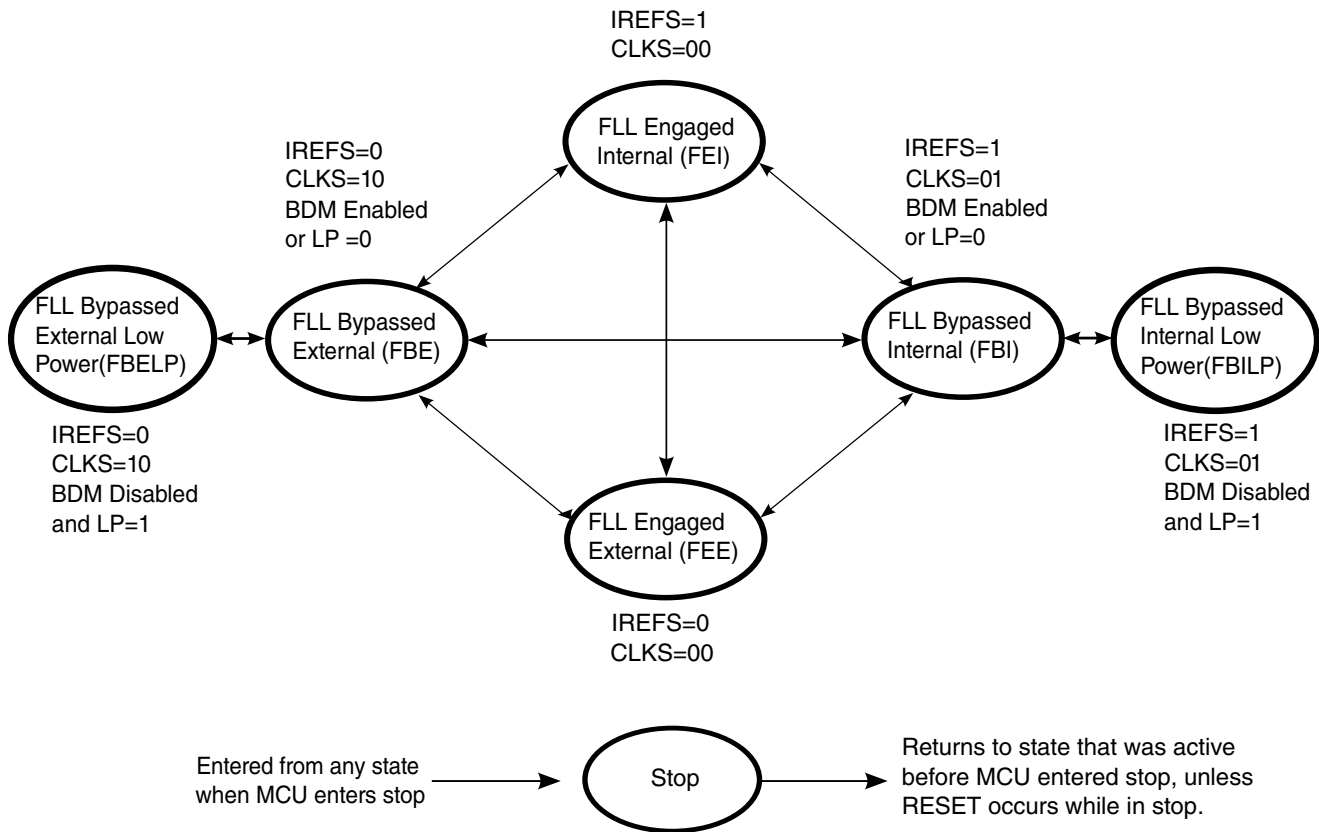 IREFS=1
CLKS=00
FLL Engaged
Internal (FEI)
IREFS=0
CLKS=10
BDM Enabled
or LP =0
IREFS=1
CLKS=01
BDM Enabled
or LP=0
FLL Bypassed
External Low
Power(FBELP)
FLL Bypassed
External (FBE)
FLL Bypassed
Internal (FBI)
FLL Bypassed
Internal Low
Power(FBILP)
IREFS=0
CLKS=10
BDM Disabled
and LP=1
IREFS=1
CLKS=01
BDM Disabled
and LP=1
FLL Engaged
External (FEE)
IREFS=0
CLKS=00
Entered from any state
when MCU enters stop
Stop
Returns to state that was active
before MCU entered stop, unless
RESET occurs while in stop.